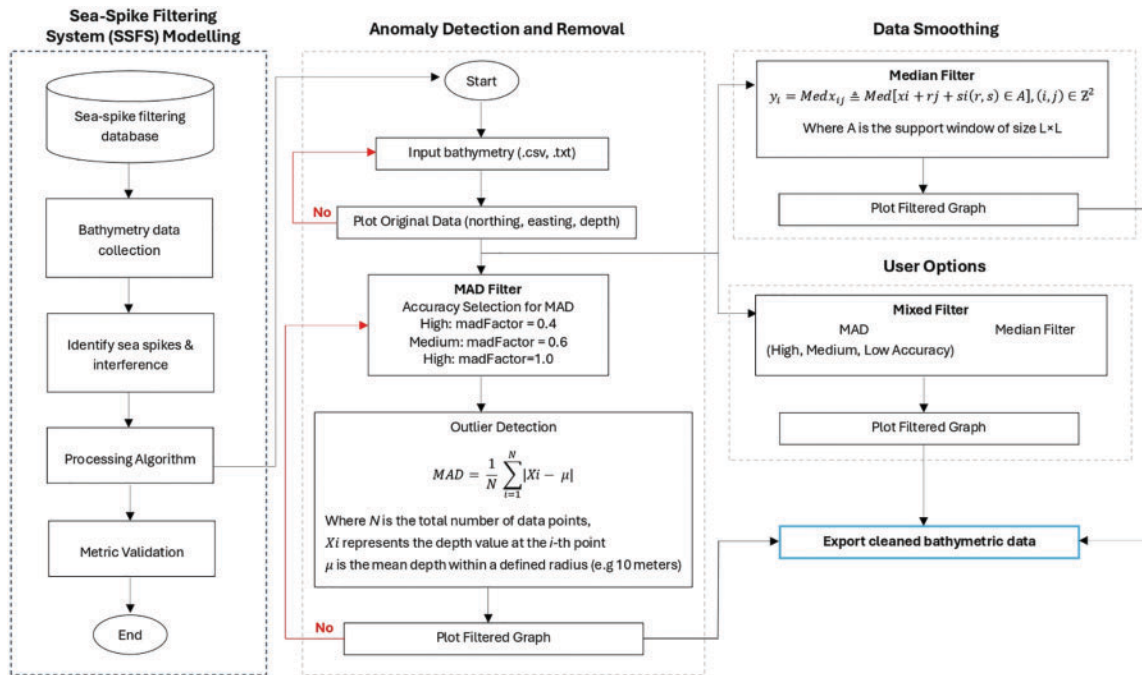 Sea-Spike Filtering
System (SSFS) Modelling
Sea-spike filtering
database
Bathymetry data
collection
Identify sea spikes &
interference
Processing Algorithm
Metric Validation
End
Anomaly Detection and Removal
Start
Input bathymetry (.csv, .txt)
No
Plot Original Data (northing, easting, depth)
MAD Filter
Accuracy Selection for MAD
High: madFactor = 0.4
Medium: madFactor = 0.6
High: madFactor=1.0
Outlier Detection
MAD = \frac{1}{N} \sum_{i=1}^{N} |Xi - μ|
Where N is the total number of data points,
Xi represents the depth value at the i-th point
μ is the mean depth within a defined radius (e.g 10 meters)
No
Plot Filtered Graph
Data Smoothing
Median Filter
y_i = Medx_{ij} ≜ Med[xi + rj + si(r, s) ∈ A], (i, j) ∈ ℤ^2
Where A is the support window of size L×L
Plot Filtered Graph
User Options
Mixed Filter
MAD Median Filter
(High, Medium, Low Accuracy)
Plot Filtered Graph
Export cleaned bathymetric data